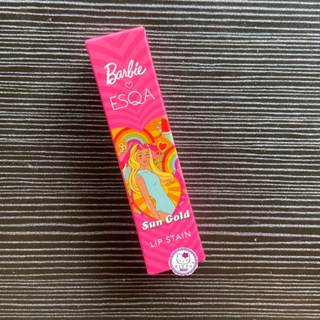 Barbie
ESQA
Sun Gold
LIP STAIN